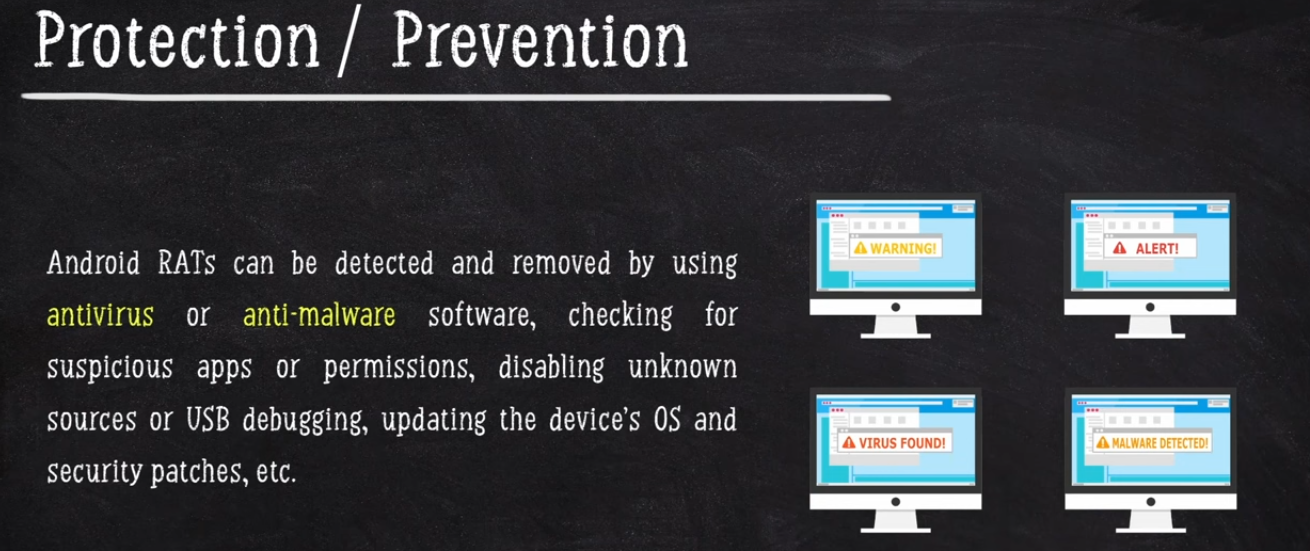 Protection / Prevention
Android RATs can be detected and removed by using
antivirus or anti-malware software, checking for
suspicious apps or permissions, disabling unknown
sources or USB debugging, updating the device's OS and
security patches, etc.
WARNING!
ALERT!
VIRUS FOUND!
MALWARE DETECTED!